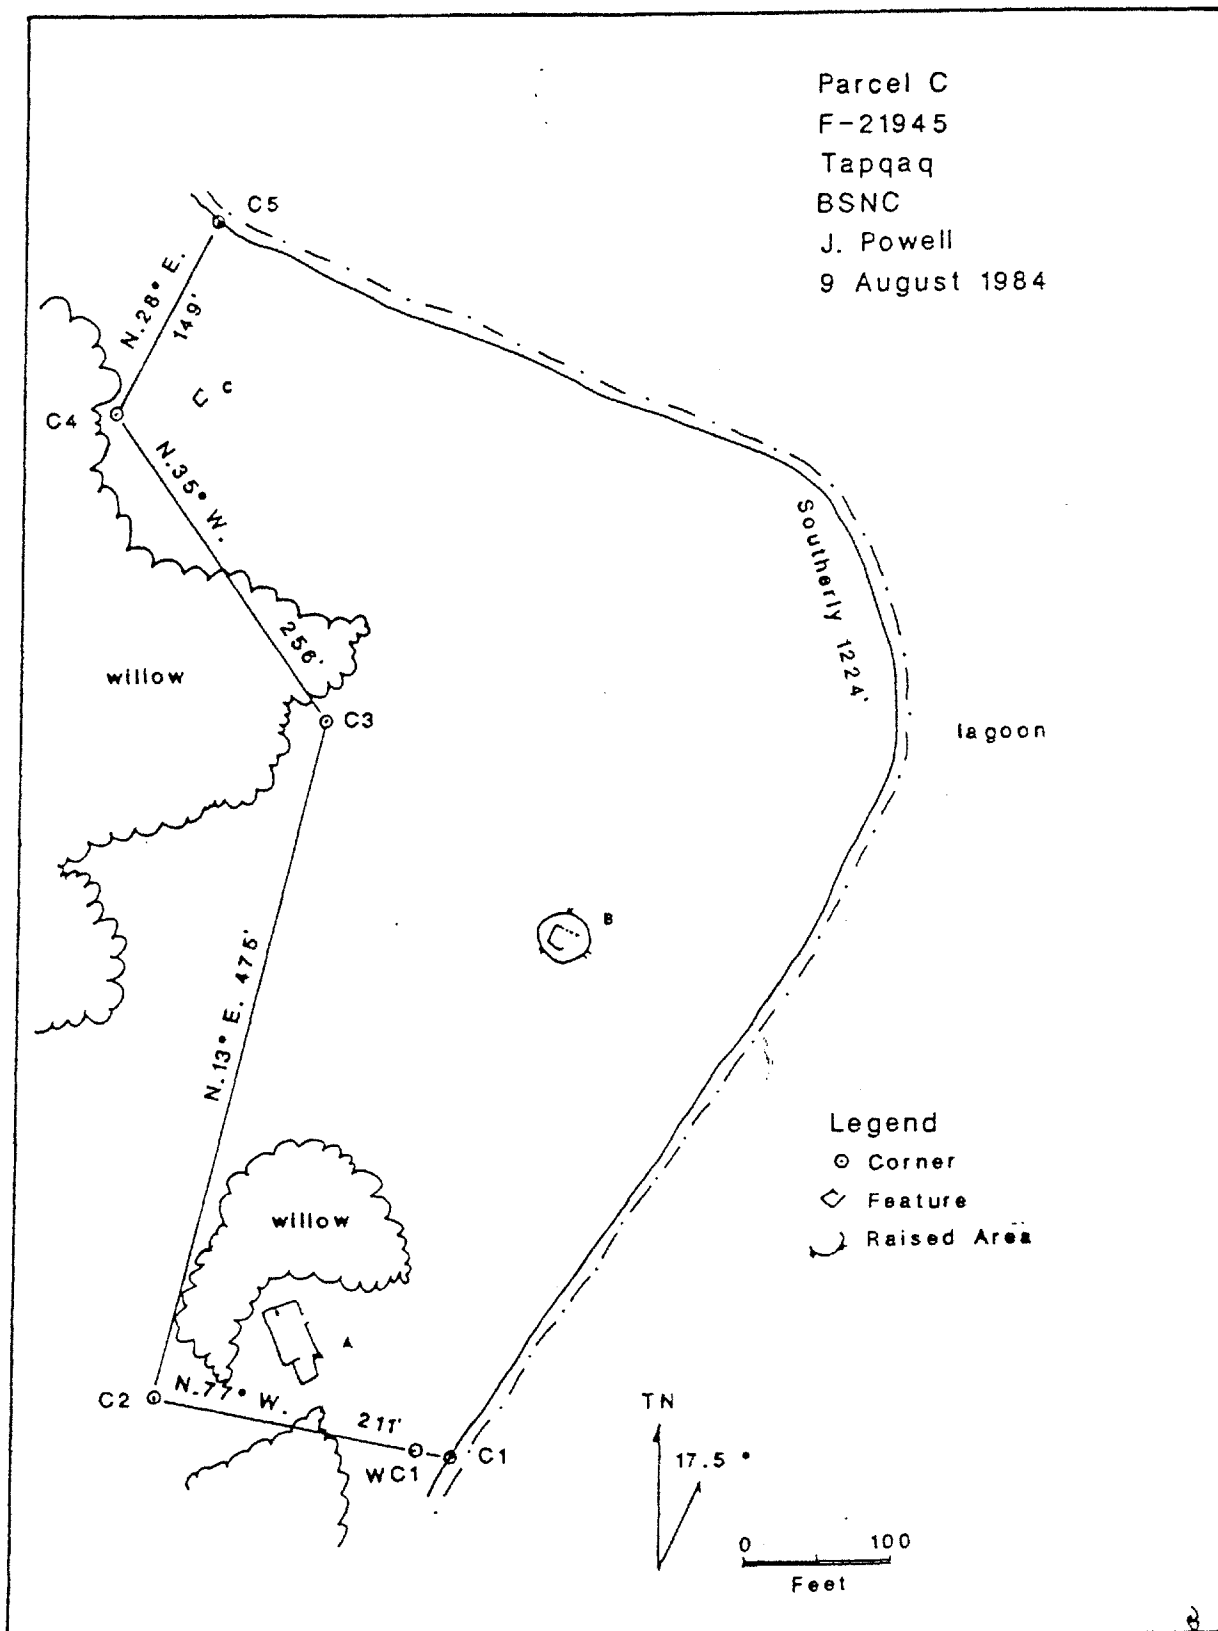 Parcel C
F-21945
Tapqaq
BSNC
J. Powell
9 August 1984
C5
N.28° E.
149'
C
C4
N.35° W.
256'
willow
C3
Southerly 1224'
lagoon
B
N.13° E. 475'
Legend
Corner
Feature
Raised Area
willow
A
C2
N.77° W.
211'
WC1
C1
TN
17.5 °
0 100
Feet